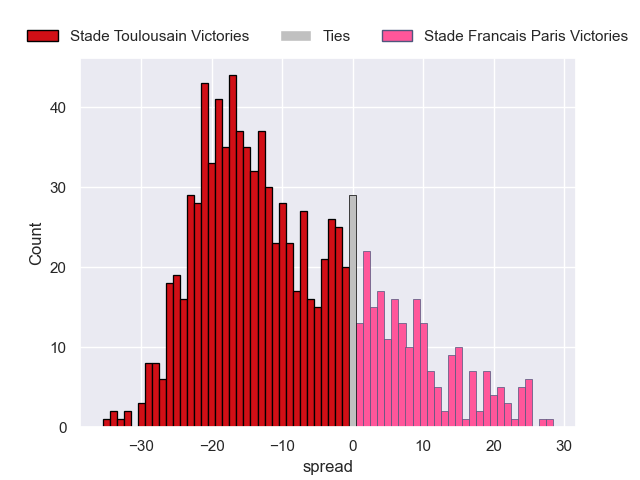 Stade Toulousain Victories Ties Stade Francais Paris Victories
40
30
20
10
0
Count
−30 −20 −10 0 10 20 30
spread